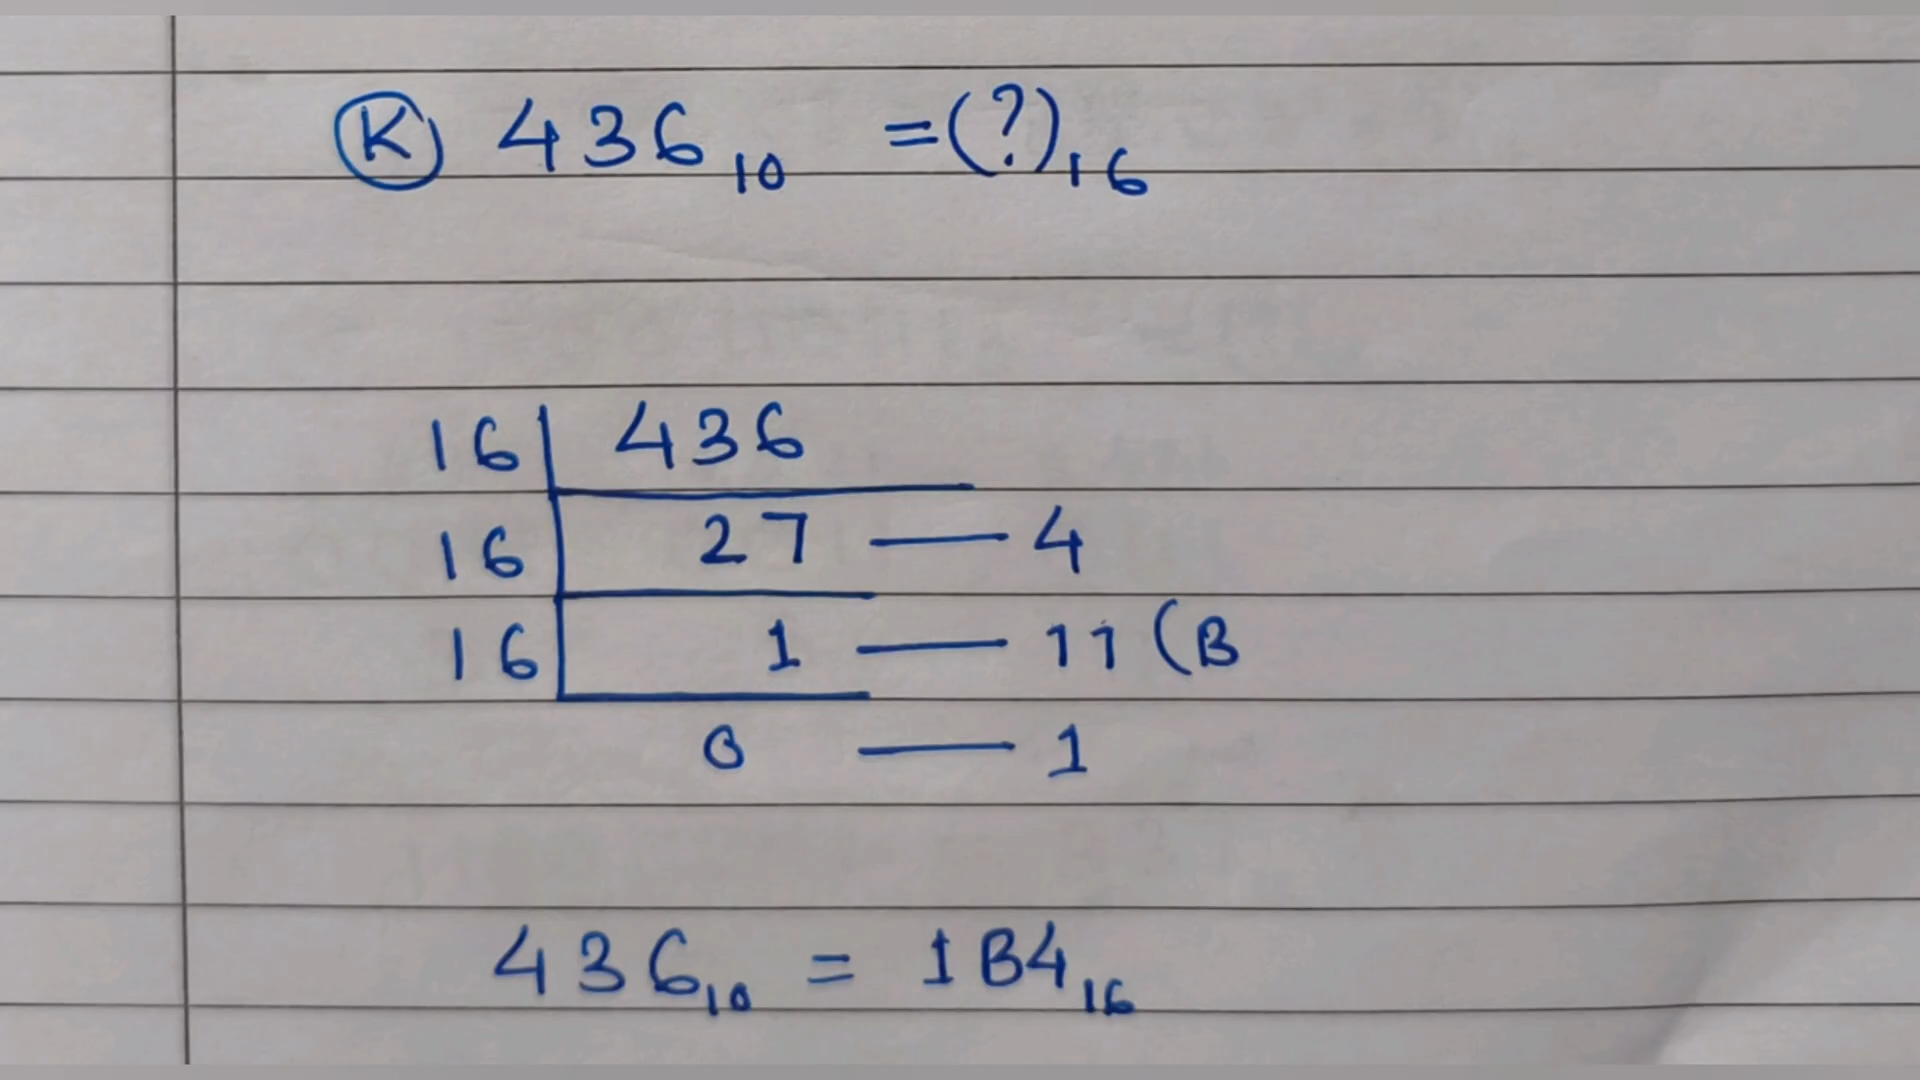 (K) 436₁₀ = (?)₁₆
16 | 436
16 | 27 — 4
16 | 1 — 11 (B
0 — 1
436₁₀ = 1B4₁₆